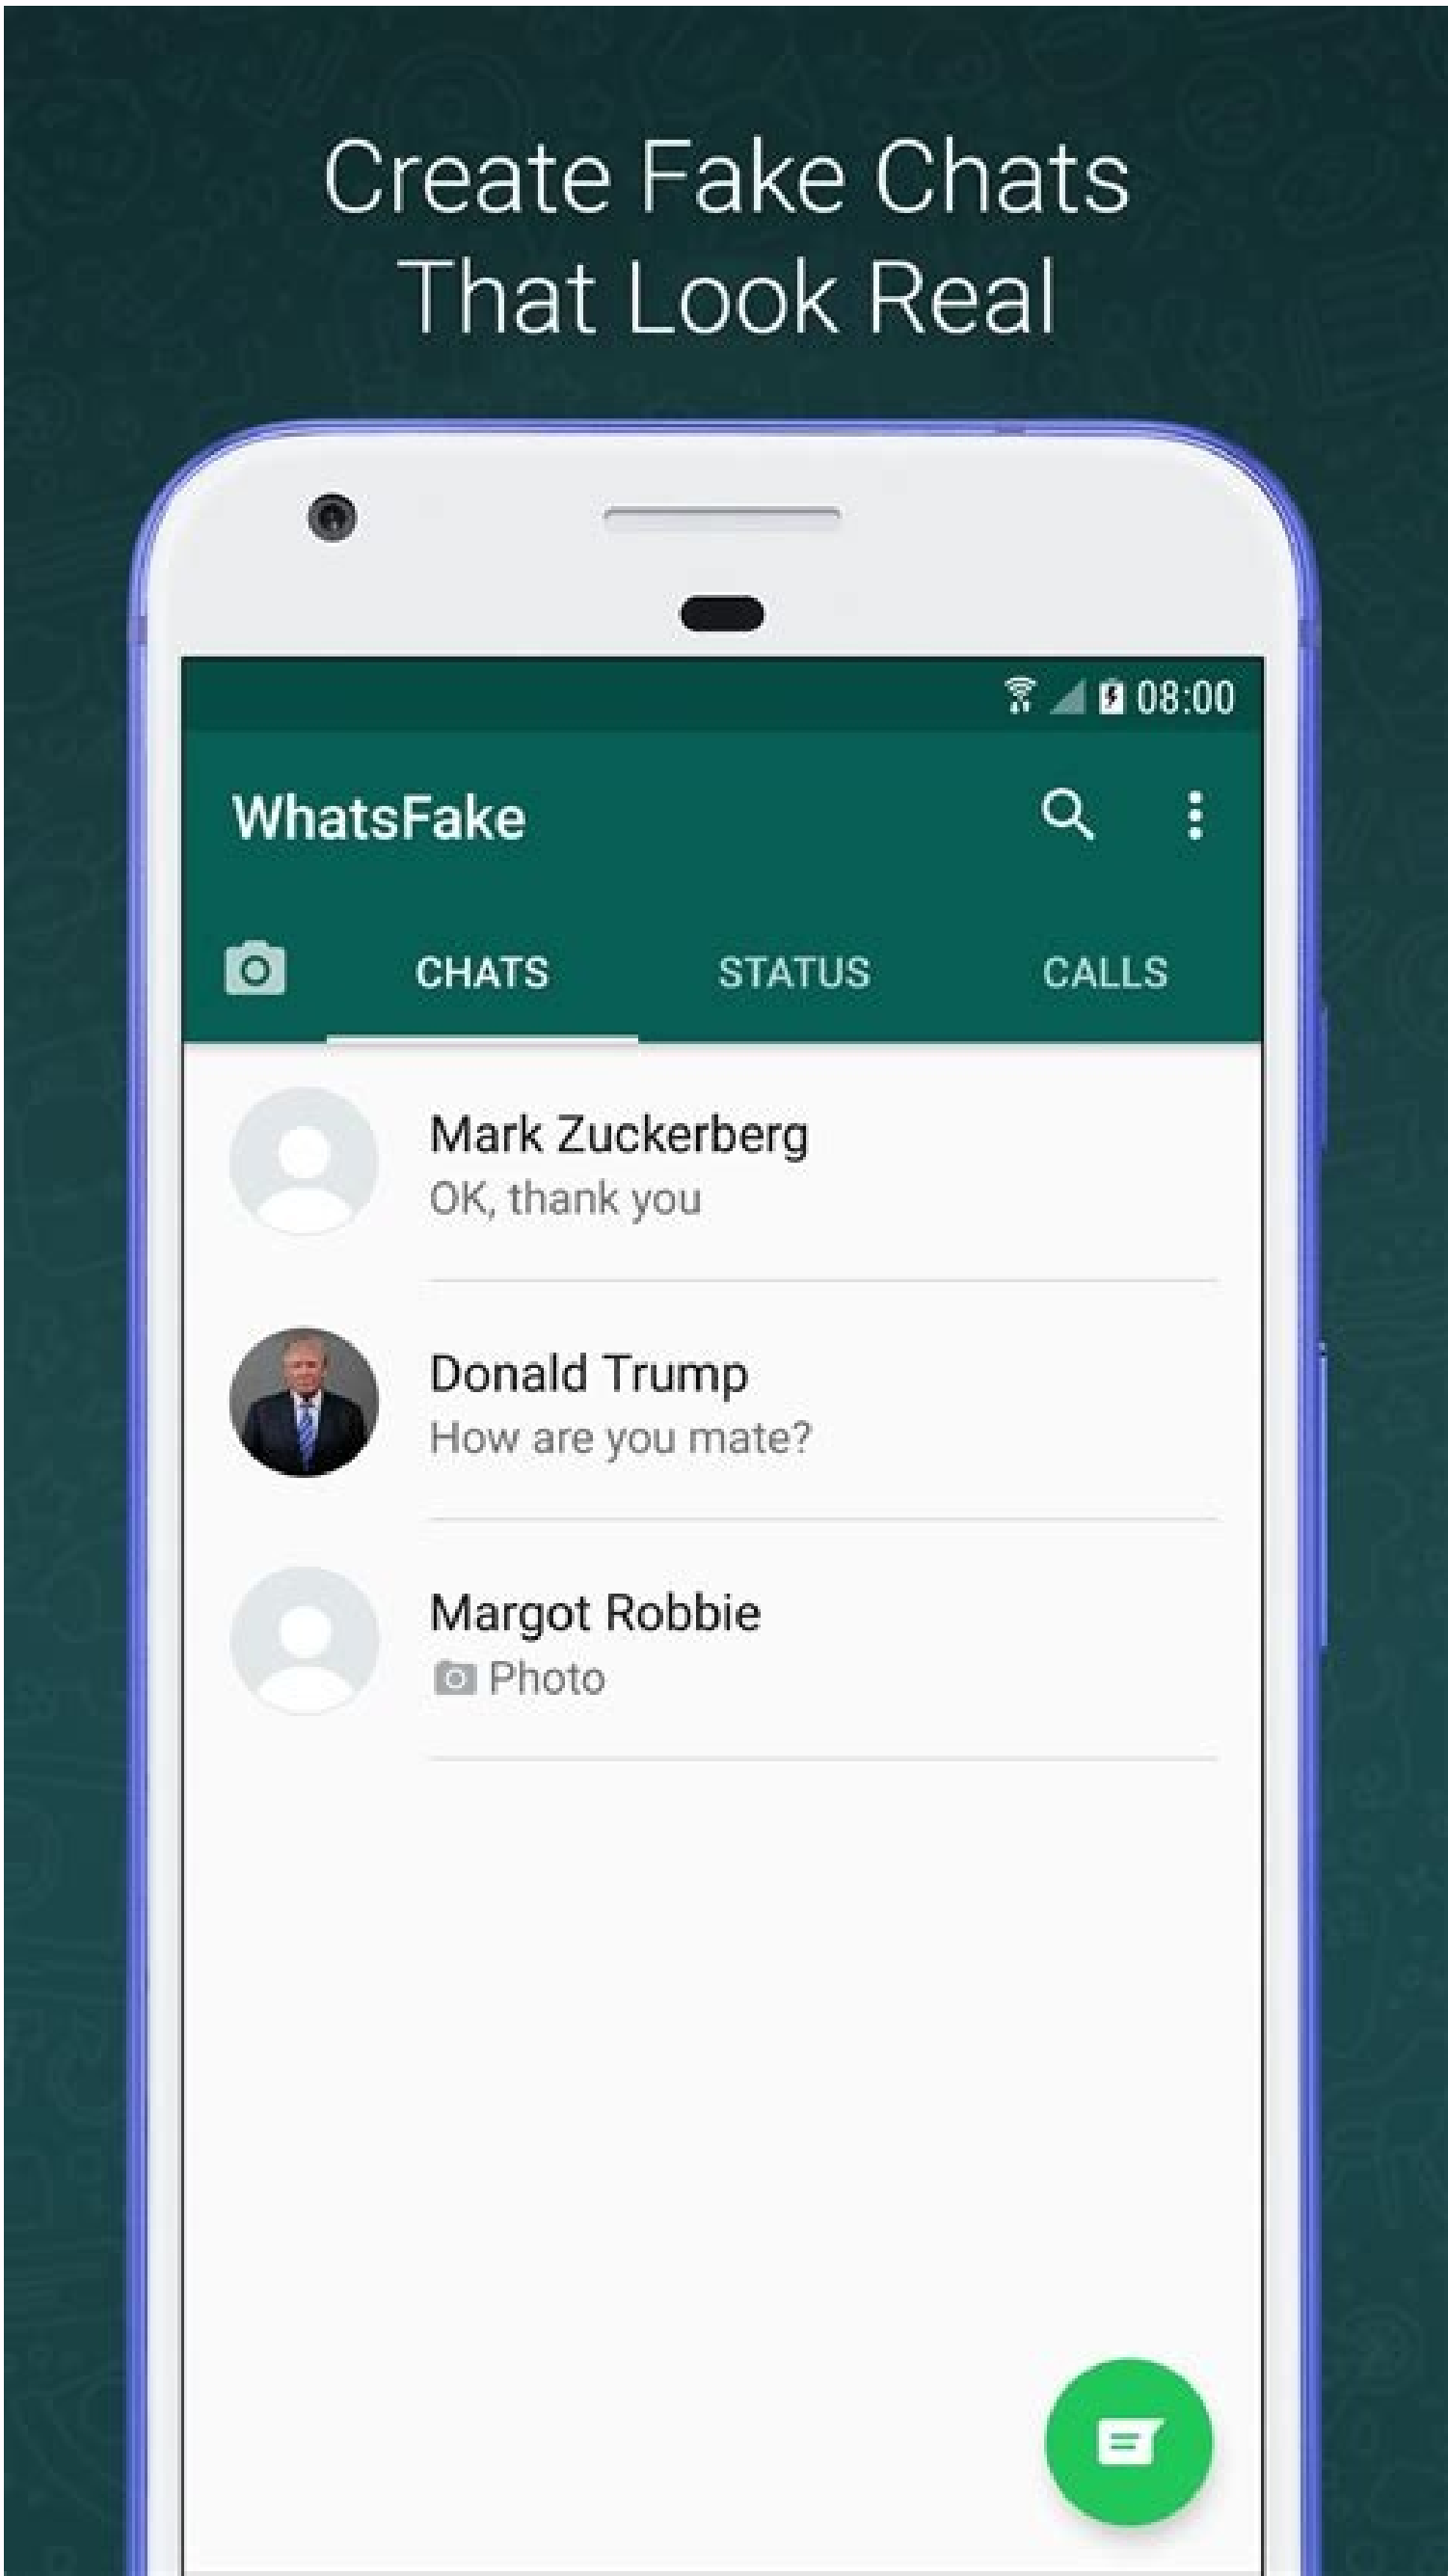 Create Fake Chats
That Look Real
08:00
WhatsFake
CHATS STATUS CALLS
Mark Zuckerberg
OK, thank you
Donald Trump
How are you mate?
Margot Robbie
Photo